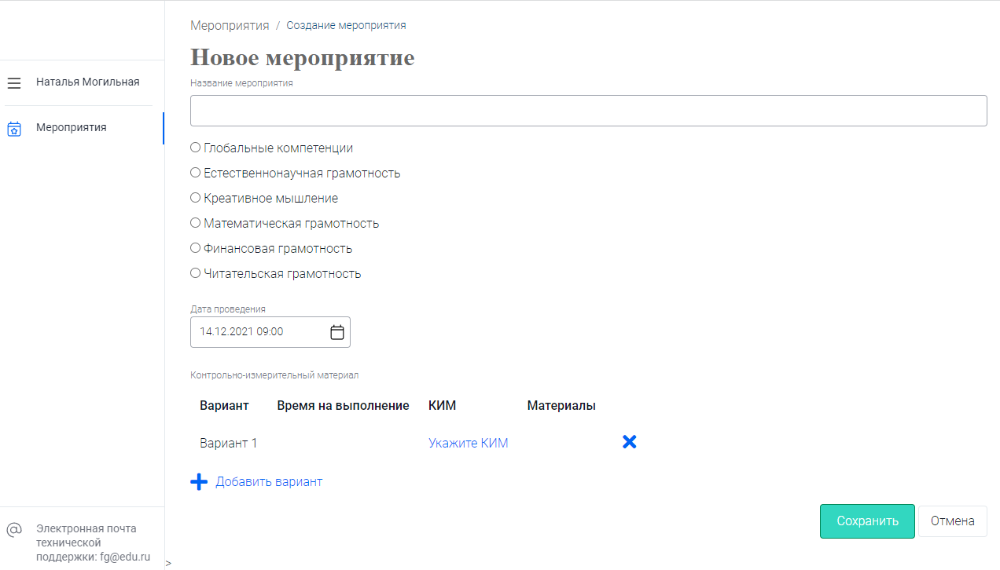 Мероприятия / Создание мероприятия
Новое мероприятие
Наталья Могильная
Мероприятия
Название мероприятия
Глобальные компетенции
Естественнонаучная грамотность
Креативное мышление
Математическая грамотность
Финансовая грамотность
Читательская грамотность
Дата проведения
14.12.2021 09:00
Контрольно-измерительный материал
Вариант Время на выполнение КИМ Материалы
Вариант 1 Укажите КИМ
Добавить вариант
Сохранить Отмена
Электронная почта
технической
поддержки: fg@edu.ru
>